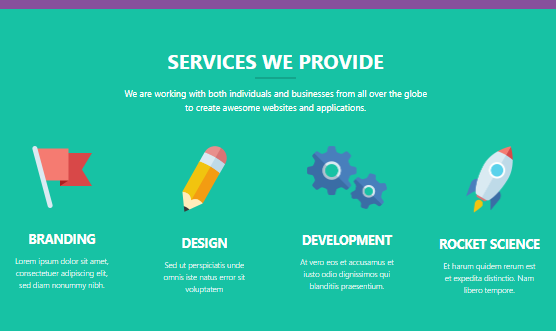 SERVICES WE PROVIDE
We are working with both individuals and businesses from all over the globe
to create awesome websites and applications.
BRANDING
Lorem ipsum dolor sit amet,
consectetuer adipiscing elit,
sed diam nonummy nibh.
DESIGN
Sed ut perspiciatis unde
omnis iste natus error sit
voluptatem
DEVELOPMENT
At vero eos et accusamus et
iusto odio dignissimos qui
blanditiis praesentium.
ROCKET SCIENCE
Et harum quidem rerum est
et expedita distinctio. Nam
libero tempore.